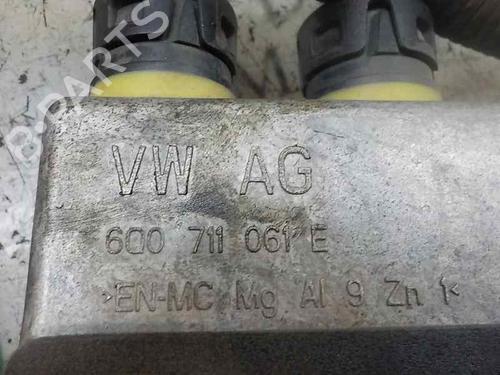 VW AG
6Q0 711 061 E
>EN-MC Mg Al 9 Zn 1<
B-PARTS